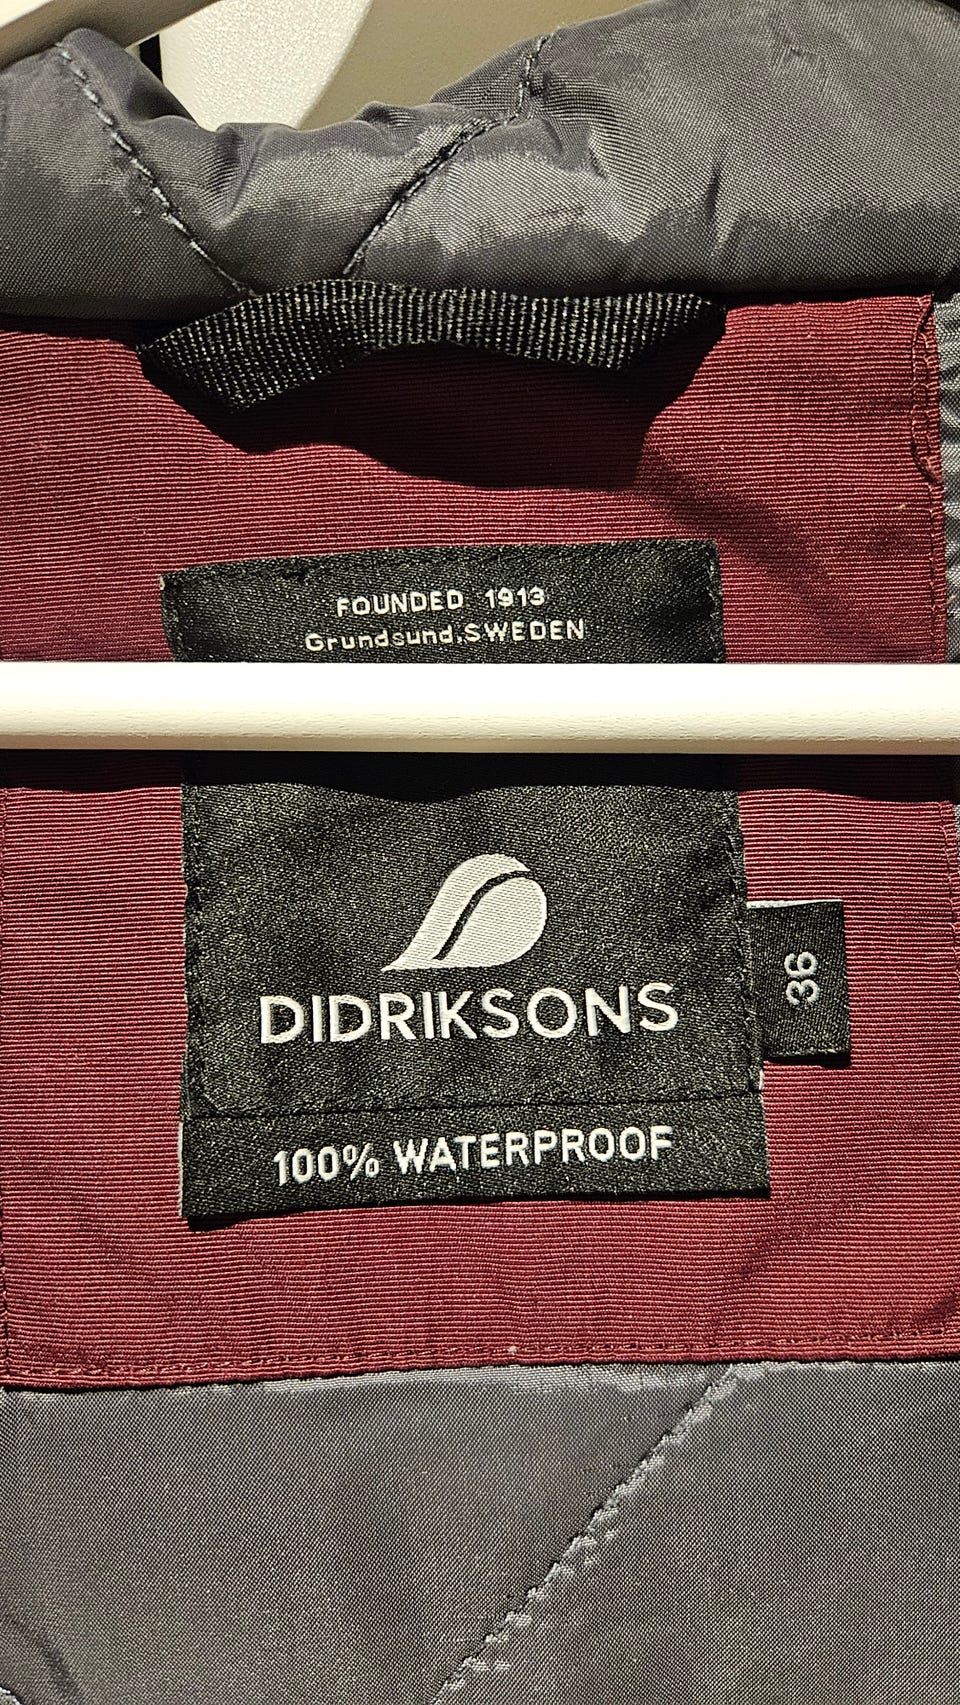 FOUNDED 1913
Grundsund,SWEDEN
DIDRIKSONS
36
100% WATERPROOF